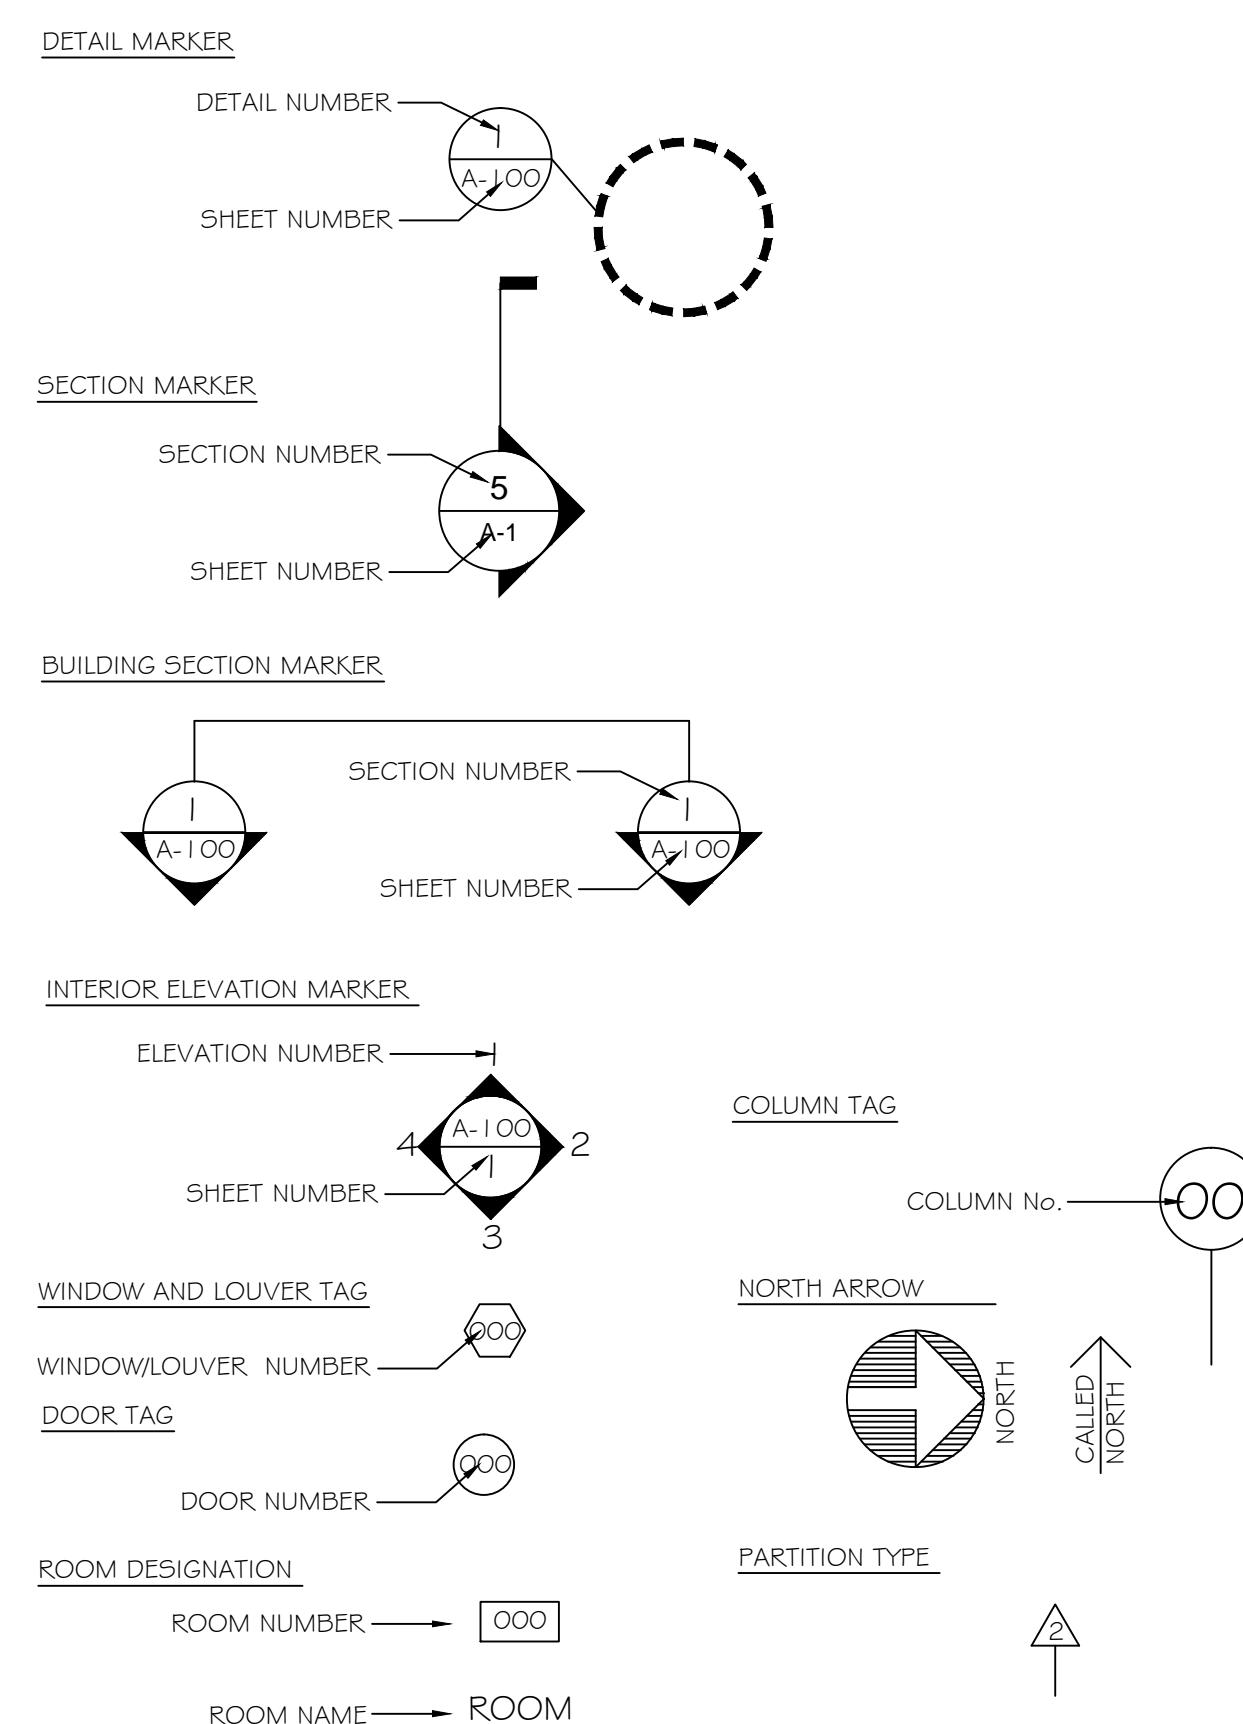 DETAIL MARKER
DETAIL NUMBER
1
A-100
SHEET NUMBER
SECTION MARKER
SECTION NUMBER
5
A-1
SHEET NUMBER
BUILDING SECTION MARKER
SECTION NUMBER
1
1
A-100
A-100
SHEET NUMBER
INTERIOR ELEVATION MARKER
ELEVATION NUMBER
1
A-100
4
2
1
SHEET NUMBER
3
WINDOW AND LOUVER TAG
000
WINDOW/LOUVER NUMBER
DOOR TAG
000
DOOR NUMBER
ROOM DESIGNATION
ROOM NUMBER
000
ROOM NAME
ROOM
COLUMN TAG
COLUMN No.
00
NORTH ARROW
NORTH
CALLED
NORTH
PARTITION TYPE
2